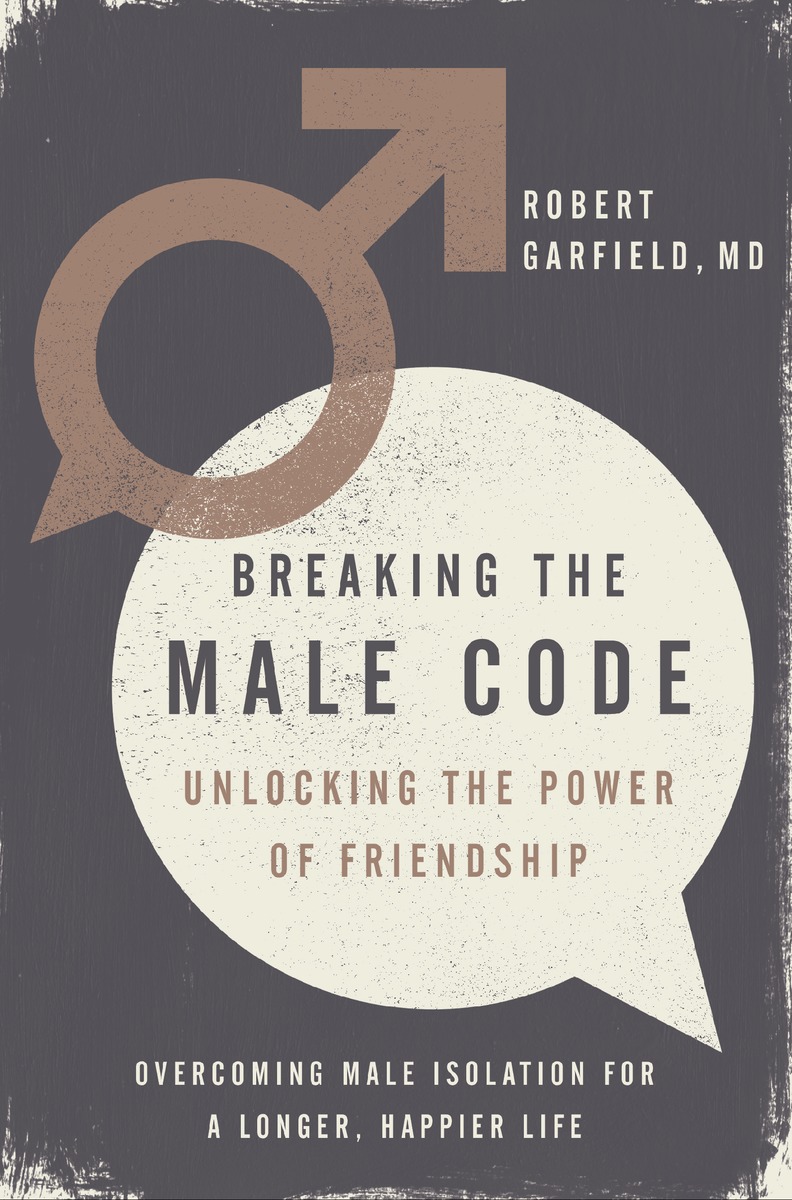 ROBERT
GARFIELD, MD
BREAKING THE
MALE CODE
UNLOCKING THE POWER
OF FRIENDSHIP
OVERCOMING MALE ISOLATION FOR
A LONGER, HAPPIER LIFE